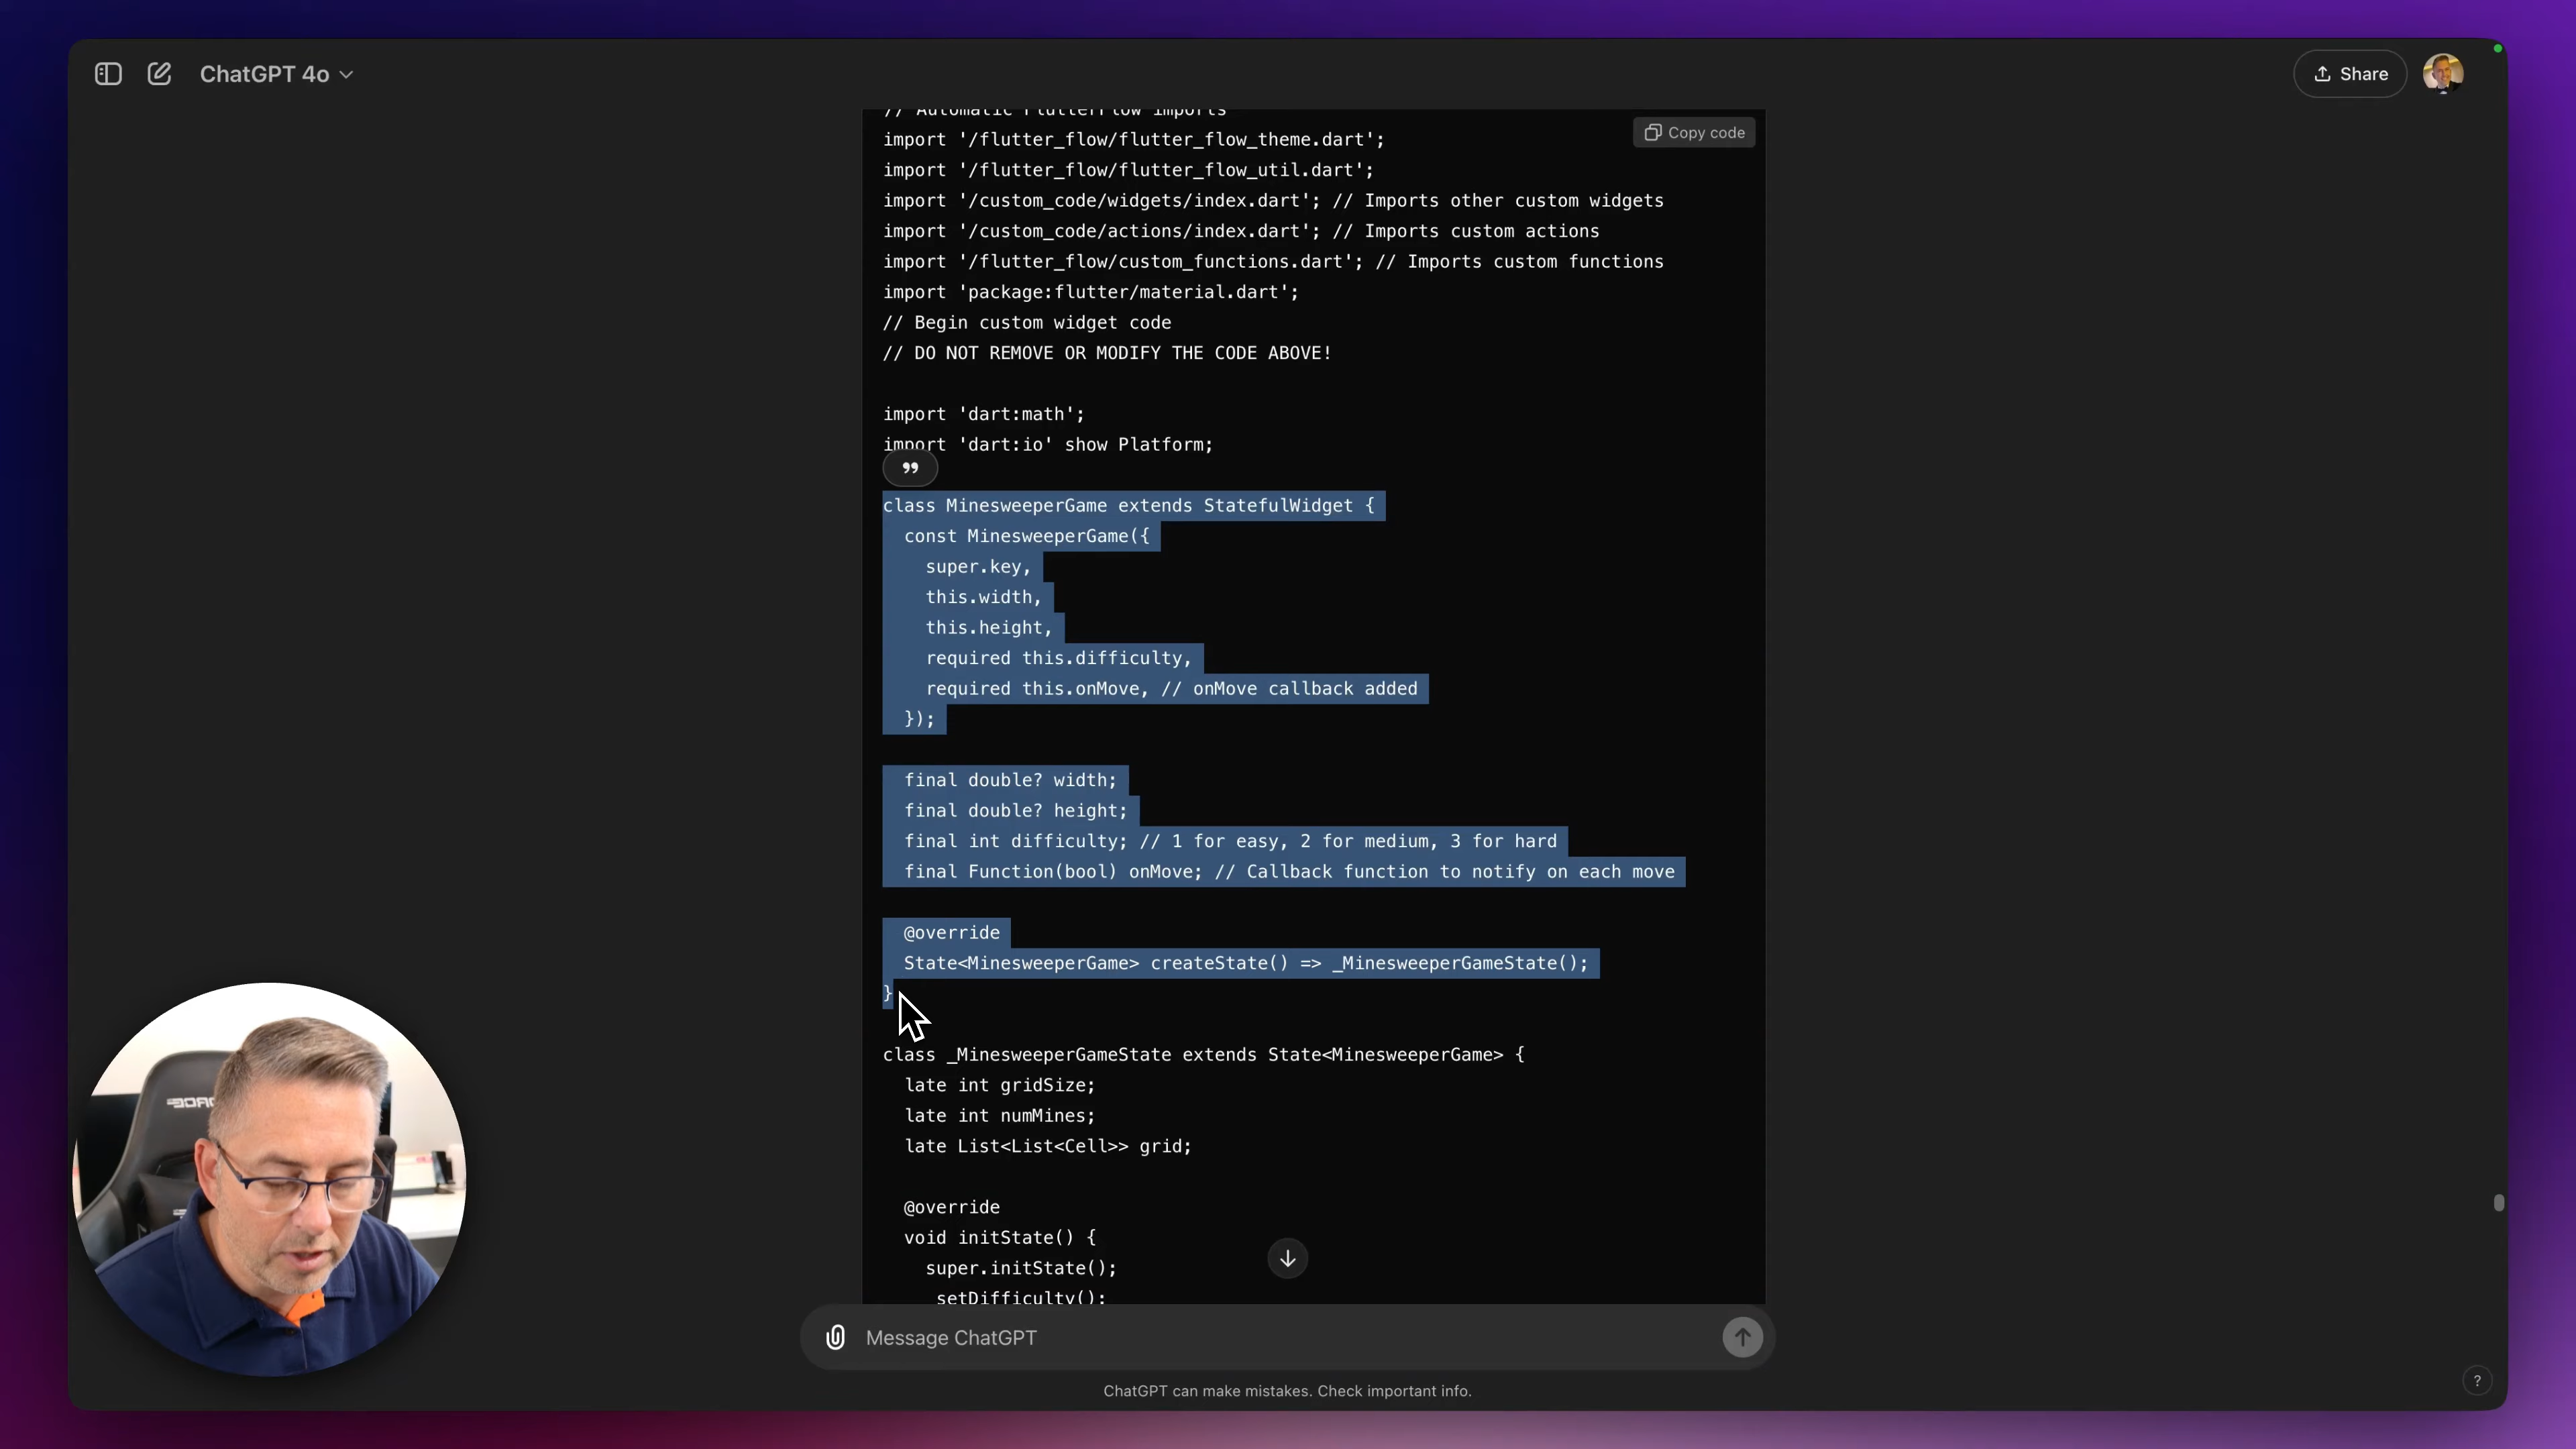 ChatGPT 4o
Share
// Automatic FlutterFlow imports
Copy code
import '/flutter_flow/flutter_flow_theme.dart';
import '/flutter_flow/flutter_flow_util.dart';
import '/custom_code/widgets/index.dart'; // Imports other custom widgets
import '/custom_code/actions/index.dart'; // Imports custom actions
import '/flutter_flow/custom_functions.dart'; // Imports custom functions
import 'package:flutter/material.dart';
// Begin custom widget code
// DO NOT REMOVE OR MODIFY THE CODE ABOVE!
import 'dart:math';
import 'dart:io' show Platform;
class MinesweeperGame extends StatefulWidget {
const MinesweeperGame({
super.key,
this.width,
this.height,
required this.difficulty,
required this.onMove, // onMove callback added
});
final double? width;
final double? height;
final int difficulty; // 1 for easy, 2 for medium, 3 for hard
final Function(bool) onMove; // Callback function to notify on each move
@override
State<MinesweeperGame> createState() => _MinesweeperGameState();
}
class _MinesweeperGameState extends State<MinesweeperGame> {
late int gridSize;
late int numMines;
late List<List<Cell>> grid;
@override
void initState() {
super.initState();
setDifficulty();
Message ChatGPT
ChatGPT can make mistakes. Check important info.
?